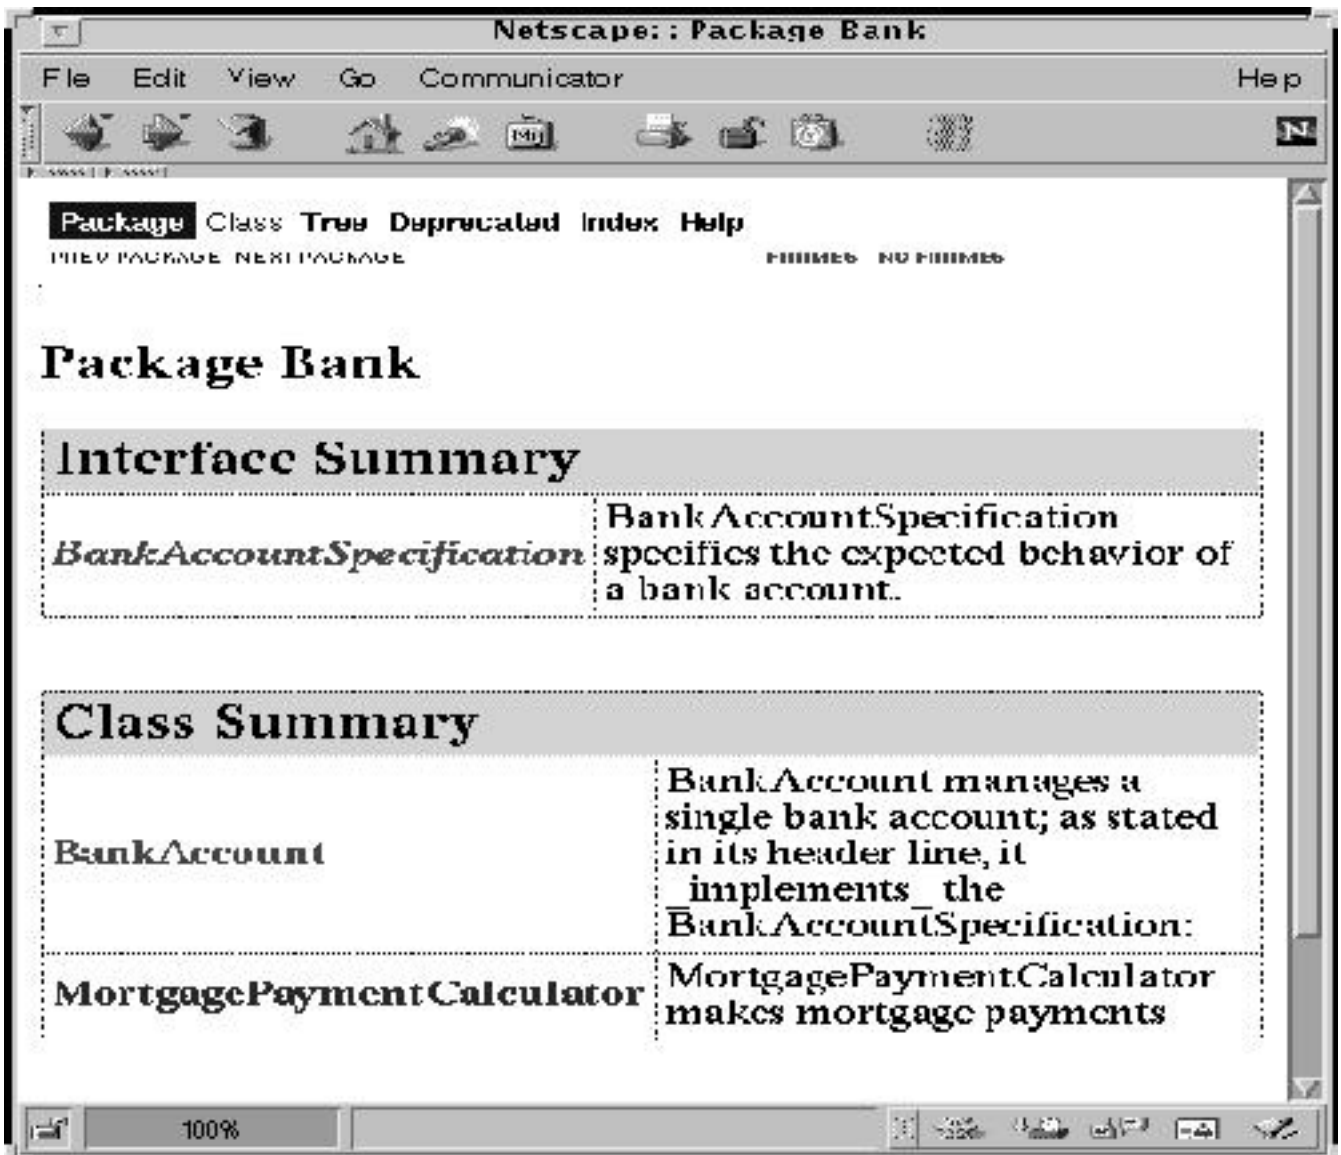 Netscape:: Package Bank
File Edit View Go Communicator Help
My
N
Package Class Tree Deprecated Index Help
PREV PACKAGE NEXT PACKAGE FRAMES NO FRAMES
Package Bank
Interface Summary
BankAccountSpecification
BankAccountSpecification
specifies the expected behavior of
a bank account.
Class Summary
BankAccount
BankAccount manages a
single bank account; as stated
in its header line, it
_implements_ the
BankAccountSpecification:
MortgagePaymentCalculator
MortgagePaymentCalculator
makes mortgage payments
100%